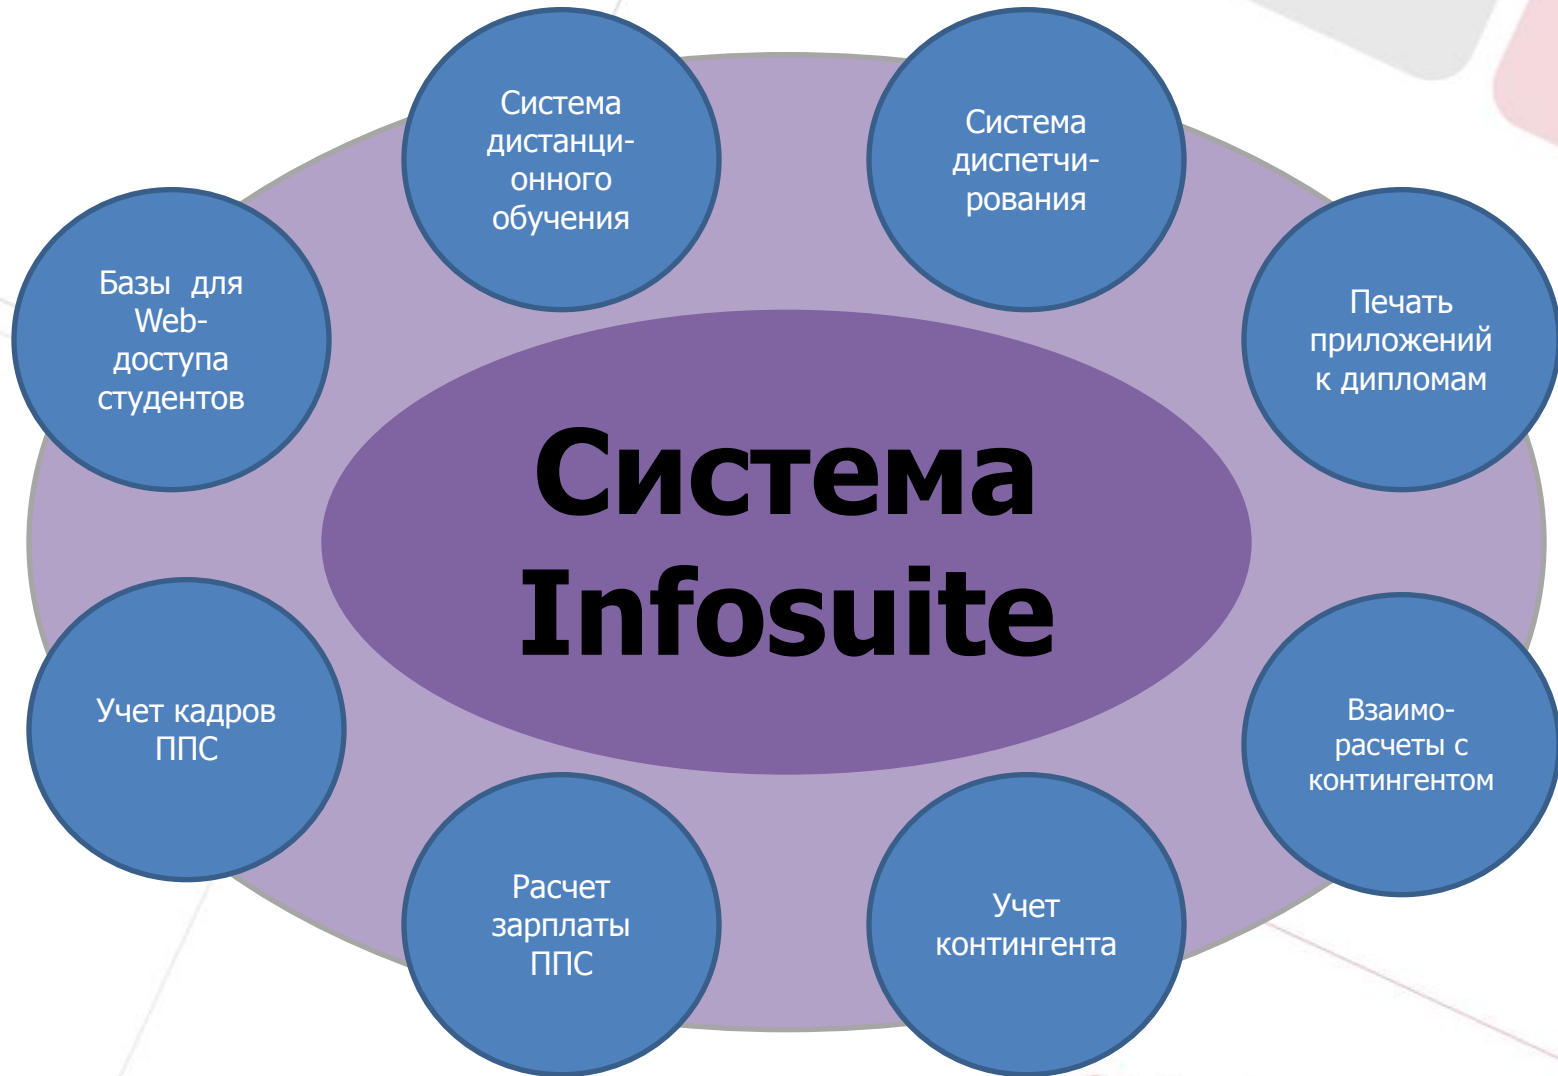 Система
дистанци-
онного
обучения
Система
диспетчи-
рования
Базы  для
Web-
доступа
студентов
Печать
приложений
к дипломам
Система
Infosuite
Учет кадров
ППС
Взаимо-
расчеты с
контингентом
Расчет
зарплаты
ППС
Учет
контингента